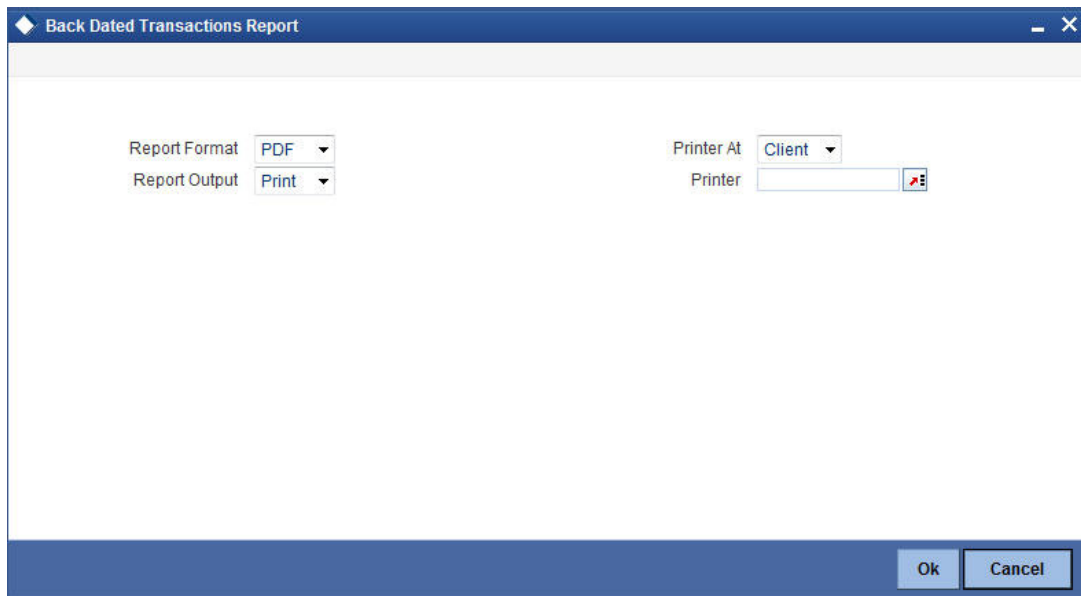 Back Dated Transactions Report
Report Format PDF Printer At Client
Report Output Print Printer
Ok Cancel